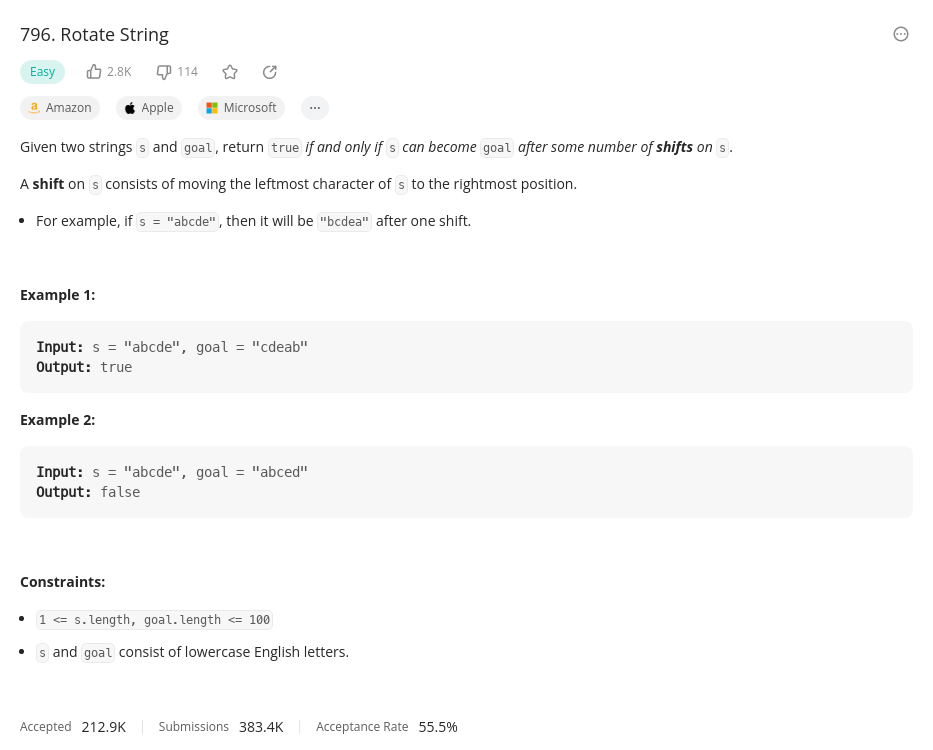 796. Rotate String
Easy 2.8K 114
Amazon Apple Microsoft ...
Given two strings s and goal, return true if and only if s can become goal after some number of shifts on s.
A shift on s consists of moving the leftmost character of s to the rightmost position.
• For example, if s = "abcde", then it will be "bcdea" after one shift.
Example 1:
Input: s = "abcde", goal = "cdeab"
Output: true
Example 2:
Input: s = "abcde", goal = "abced"
Output: false
Constraints:
• 1 <= s.length, goal.length <= 100
• s and goal consist of lowercase English letters.
Accepted 212.9K Submissions 383.4K Acceptance Rate 55.5%